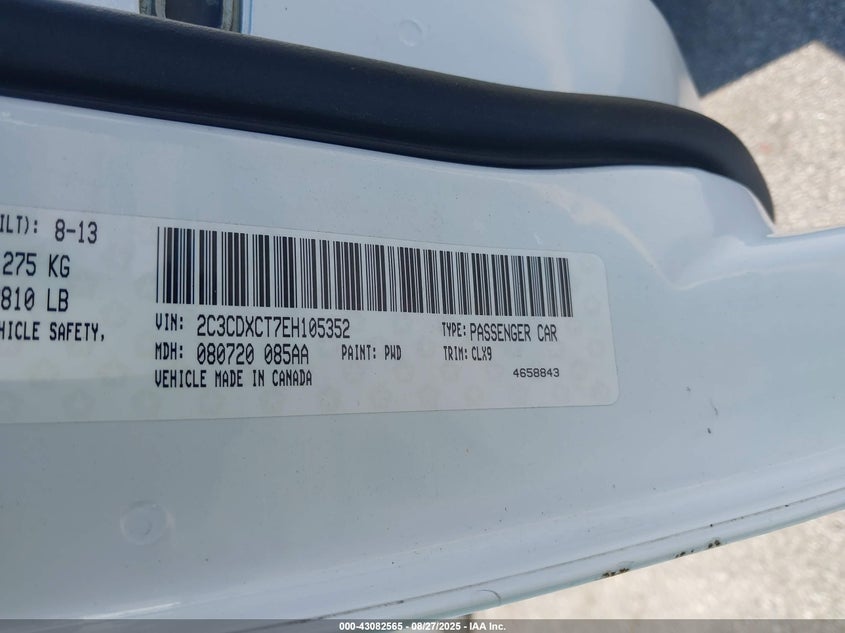 ILT): 8-13
275 KG
810 LB
HICLE SAFETY,
VIN: 2C3CDXCT7EH105352 TYPE: PASSENGER CAR
MDH: 080720 085AA PAINT: PWD TRIM: CLX9
VEHICLE MADE IN CANADA 4658843
000-43082565 - 08/27/2025 - IAA Inc.